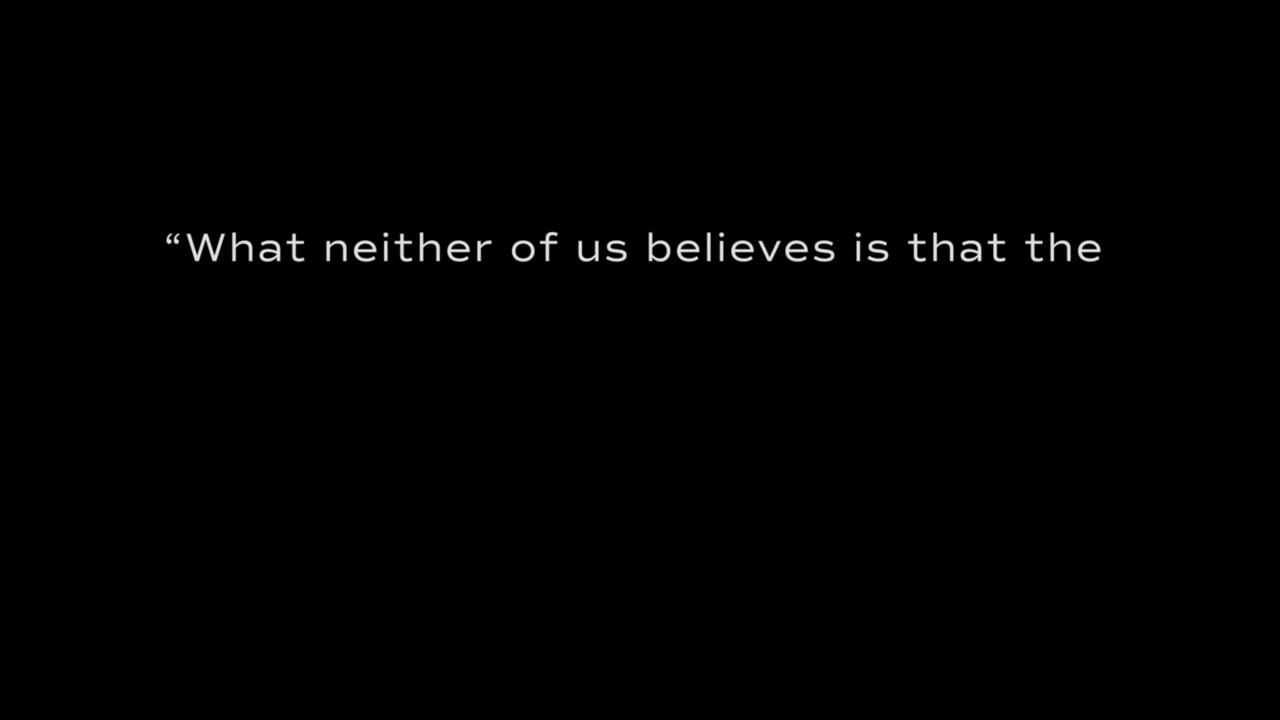 “What neither of us believes is that the